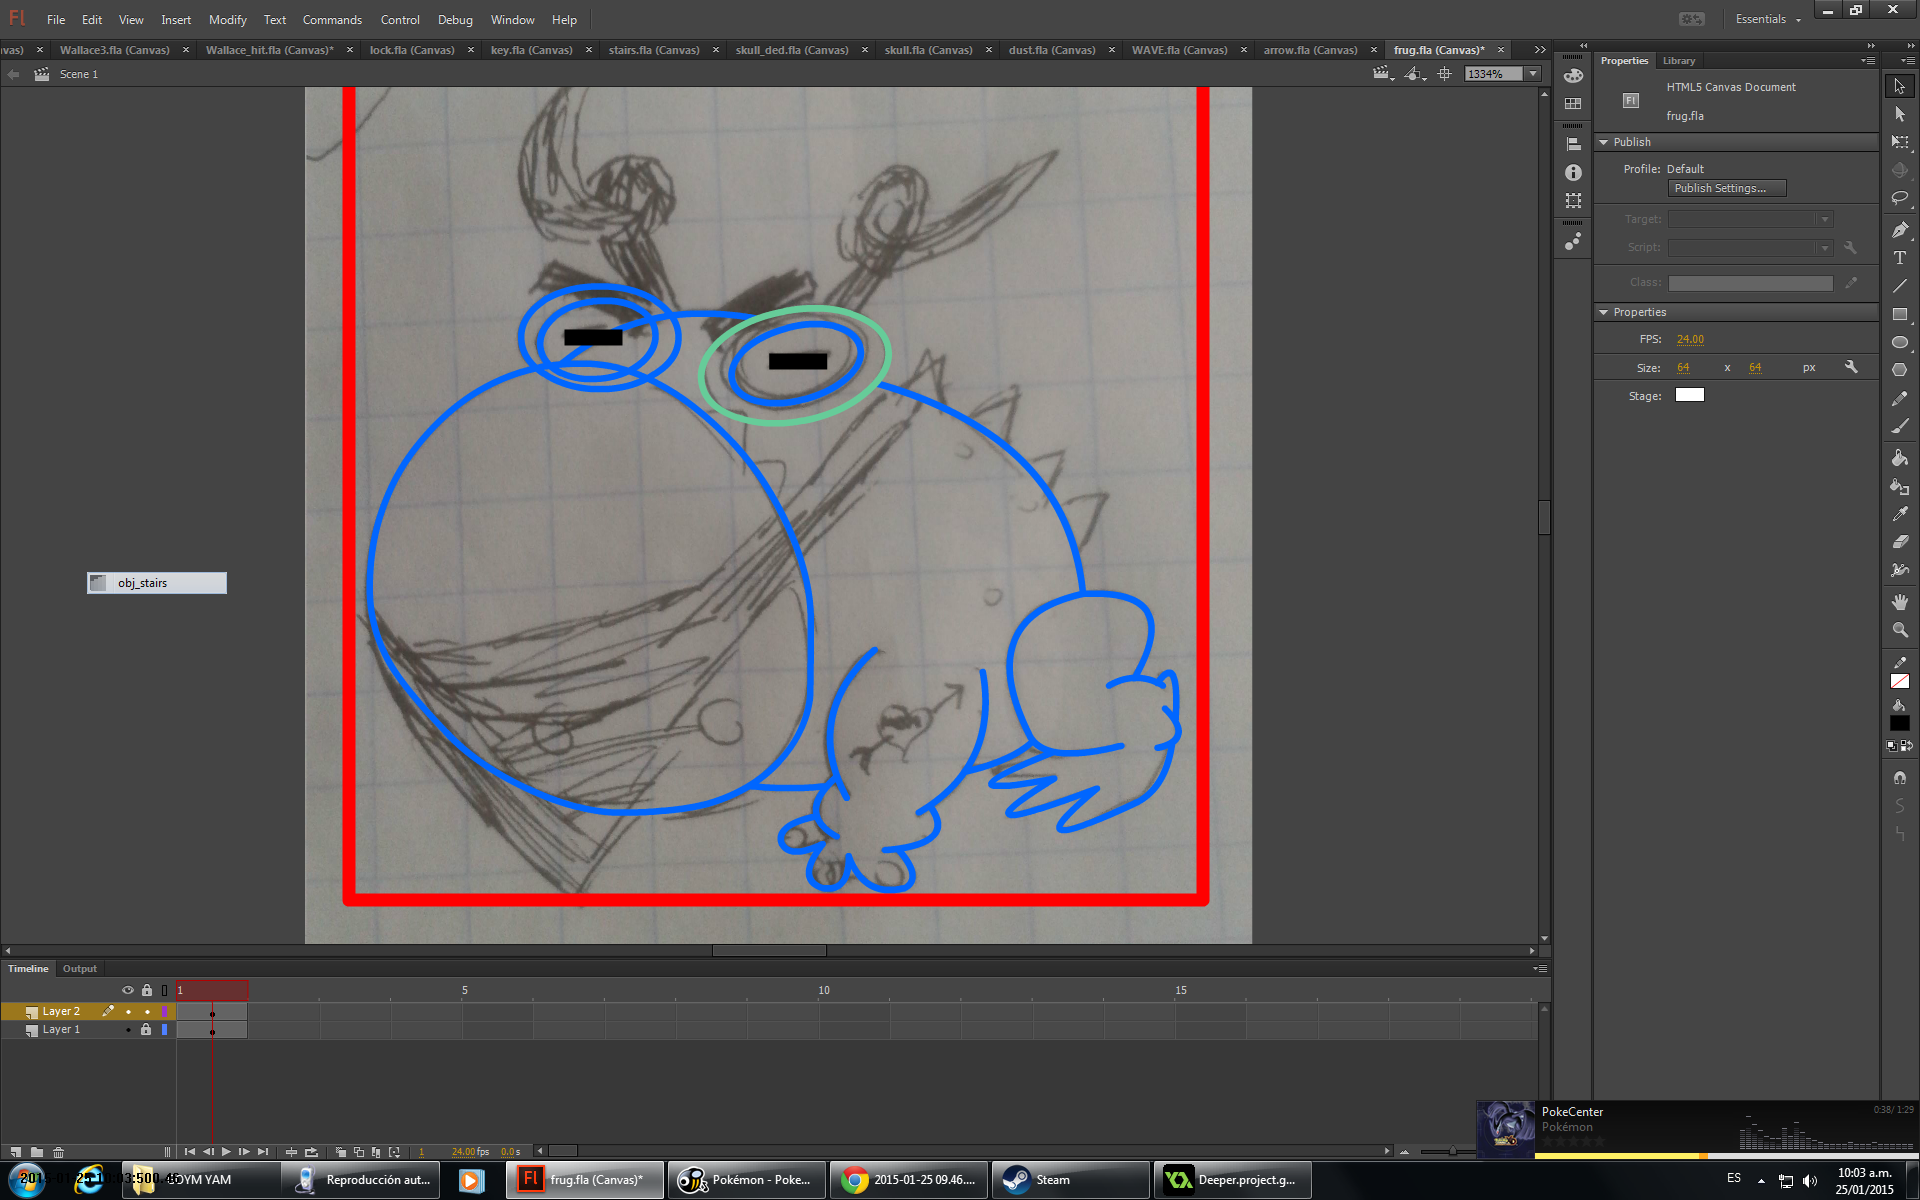 Fl File Edit View Insert Modify Text Commands Control Debug Window Help Essentials
vas) × Wallace3.fla (Canvas) × Wallace_hit.fla (Canvas)* × lock.fla (Canvas) × key.fla (Canvas) × stairs.fla (Canvas) × skull_ded.fla (Canvas) × skull.fla (Canvas) × dust.fla (Canvas) × WAVE.fla (Canvas) × arrow.fla (Canvas) × frug.fla (Canvas)* ×
Scene 1 1334%
Properties Library
Fl HTML5 Canvas Document
frug.fla
Publish
Profile: Default
Publish Settings...
Target:
Script:
Class:
Properties
FPS: 24.00
Size: 64 x 64 px
Stage:
obj_stairs
Timeline Output
1 5 10 15
Layer 2
Layer 1
1 24.00 fps 0.0 s
PokeCenter 0:38/ 1:29
Pokémon
2015-01-25 10:03:500.46
YM YAM
Reproducción aut...
Fl frug.fla (Canvas)*
Pokémon - Poke...
2015-01-25 09.46....
Steam
Deeper.project.g...
ES
10:03 a.m.
25/01/2015